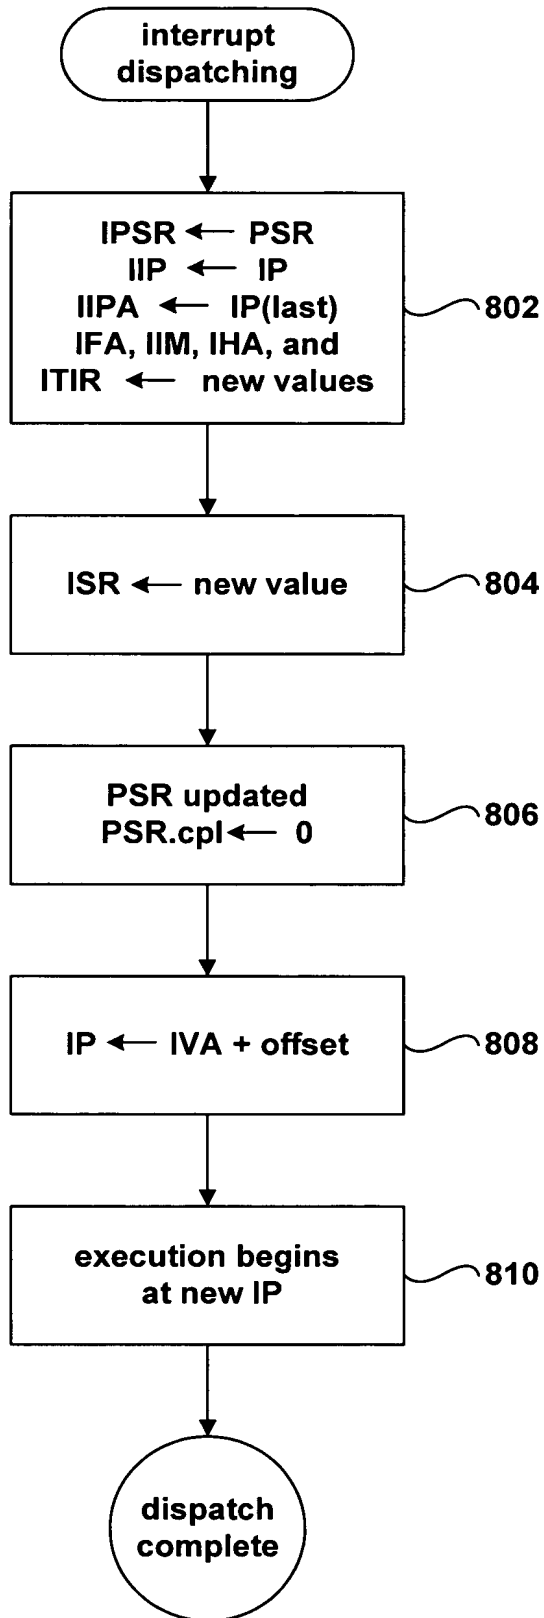 interrupt
dispatching
IPSR ← PSR
IIP ← IP
IIPA ← IP(last)
IFA, IIM, IHA, and
ITIR ← new values
802
ISR ← new value
804
PSR updated
PSR.cpl ← 0
806
IP ← IVA + offset
808
execution begins
at new IP
810
dispatch
complete